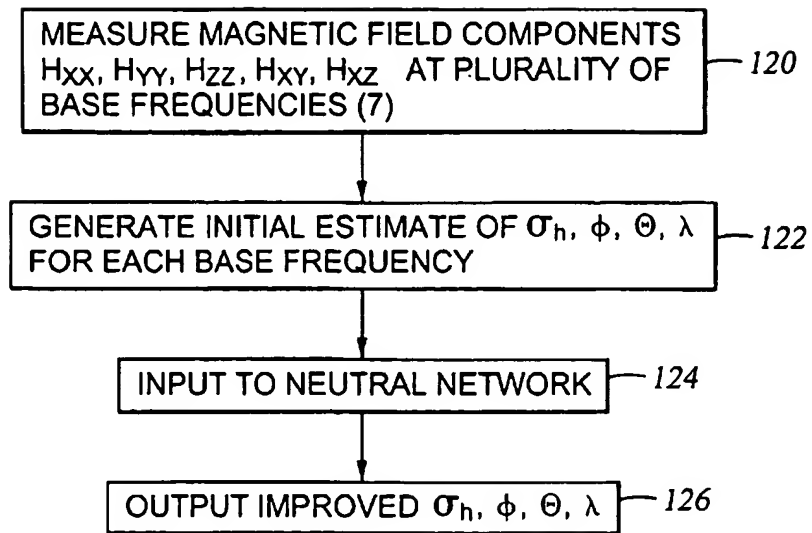 MEASURE MAGNETIC FIELD COMPONENTS
HXX, HYY, HZZ, HXY, HXZ AT PLURALITY OF
BASE FREQUENCIES (7)
120
GENERATE INITIAL ESTIMATE OF σh, ϕ, Θ, λ
FOR EACH BASE FREQUENCY
122
INPUT TO NEUTRAL NETWORK
124
OUTPUT IMPROVED σh, ϕ, Θ, λ
126